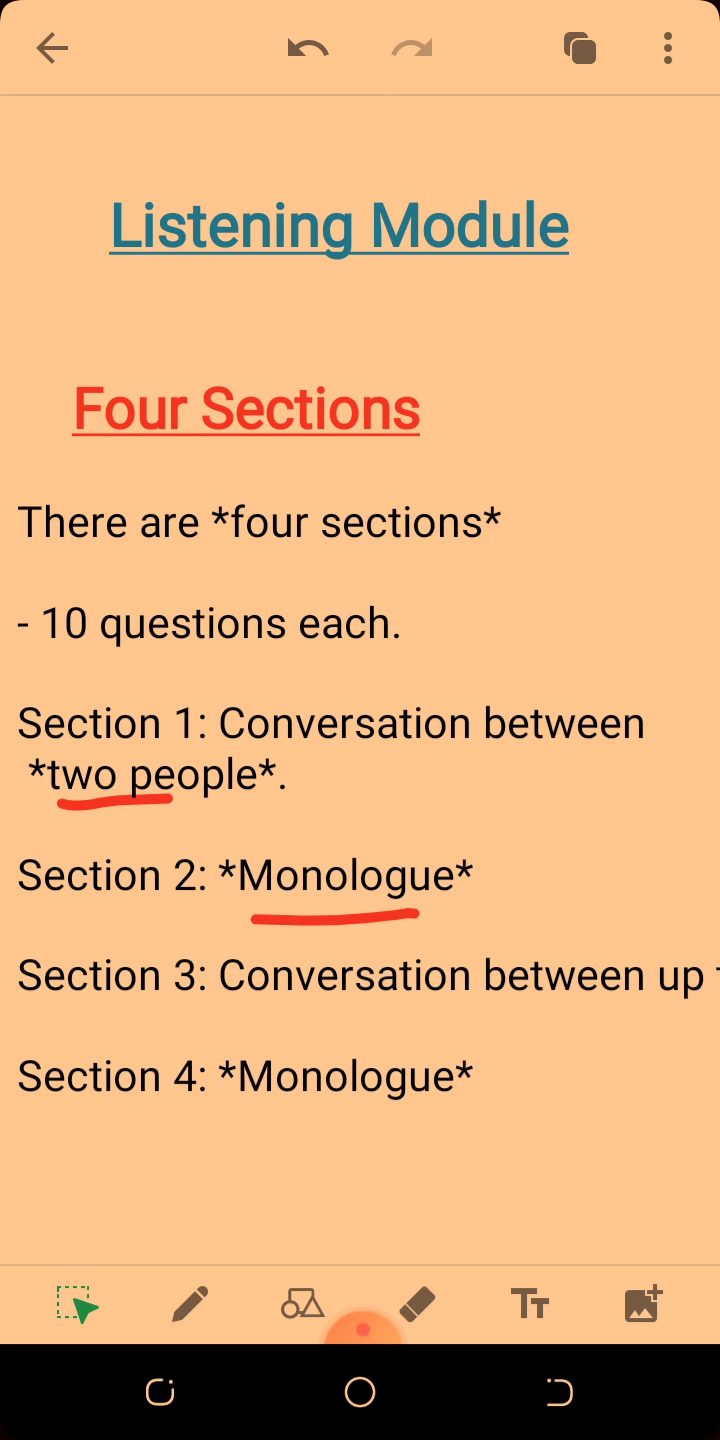 Listening Module
Four Sections
There are *four sections*
- 10 questions each.
Section 1: Conversation between
*two people*.
Section 2: *Monologue*
Section 3: Conversation between up
Section 4: *Monologue*